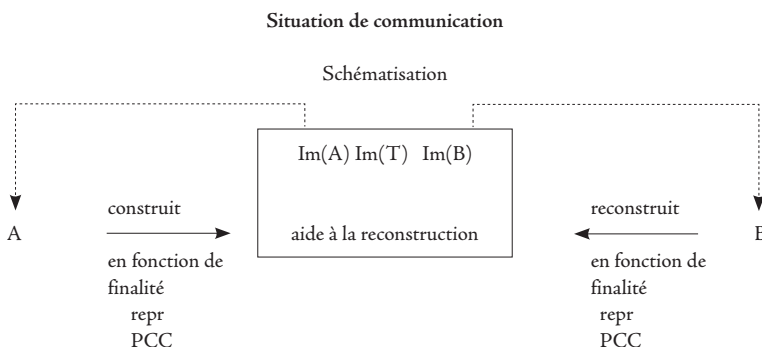 Situation de communication
Schématisation
Im(A) Im(T) Im(B)
construit
reconstruit
A
aide à la reconstruction
B
en fonction de
finalité
repr
PCC
en fonction de
finalité
repr
PCC